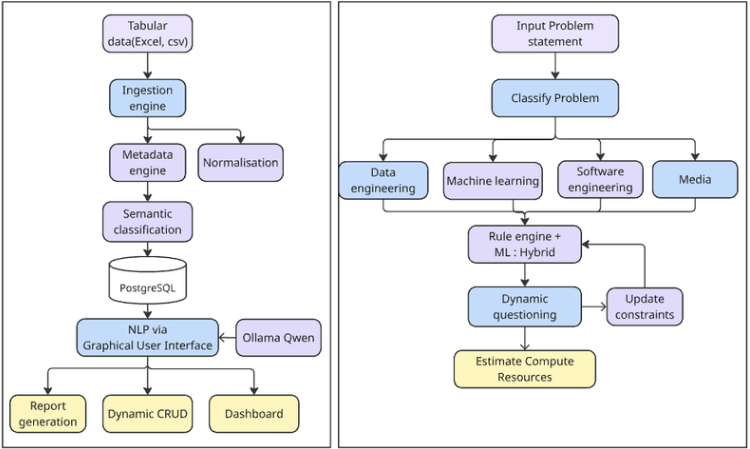 Tabular
data(Excel, csv)
Ingestion
engine
Metadata
engine
Normalisation
Semantic
classification
PostgreSQL
NLP via
Graphical User Interface
Ollama Qwen
Report
generation
Dynamic CRUD
Dashboard
Input Problem
statement
Classify Problem
Data
engineering
Machine learning
Software
engineering
Media
Rule engine +
ML : Hybrid
Dynamic
questioning
Update
constraints
Estimate Compute
Resources